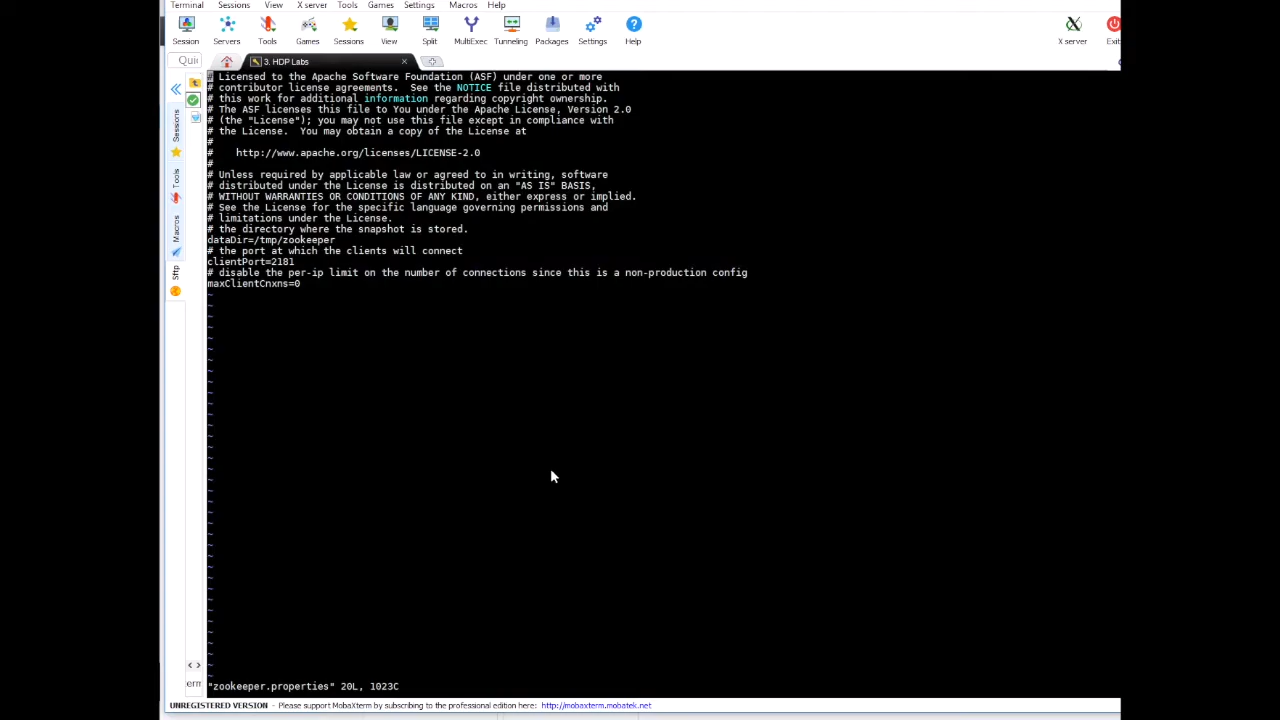 Terminal Sessions View X server Tools Games Settings Macros Help
Session Servers Tools Games Sessions View Split MultiExec Tunneling Packages Settings Help X server Exit
Qui
3. HDP Labs
Sessions
Tools
Macros
Sftp
# Licensed to the Apache Software Foundation (ASF) under one or more
# contributor license agreements.  See the NOTICE file distributed with
# this work for additional information regarding copyright ownership.
# The ASF licenses this file to You under the Apache License, Version 2.0
# (the "License"); you may not use this file except in compliance with
# the License.  You may obtain a copy of the License at
#
#    http://www.apache.org/licenses/LICENSE-2.0
#
# Unless required by applicable law or agreed to in writing, software
# distributed under the License is distributed on an "AS IS" BASIS,
# WITHOUT WARRANTIES OR CONDITIONS OF ANY KIND, either express or implied.
# See the License for the specific language governing permissions and
# limitations under the License.
# the directory where the snapshot is stored.
dataDir=/tmp/zookeeper
# the port at which the clients will connect
clientPort=2181
# disable the per-ip limit on the number of connections since this is a non-production config
maxClientCnxns=0
erm
"zookeeper.properties" 20L, 1023C
UNREGISTERED VERSION - Please support MobaXterm by subscribing to the professional edition here: http://mobaxterm.mobatek.net